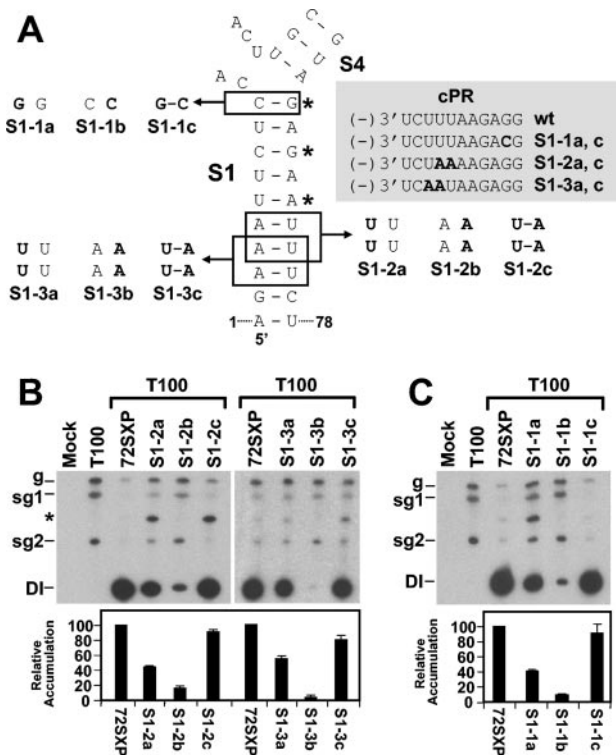 A
C
A
C
G
U
U
G
U
S4
A
A
C
C – G *
G G
C C
G–C
S1-1a
S1-1b
S1-1c
U – A
C – G *
S1
U – A
U – A *
A – U
A – U
A – U
G – C
1 A – U 78
5'
cPR
(-) 3'UCUUUAAGAGG wt
(-) 3'UCUUUAAGACG S1-1a, c
(-) 3'UCUAAAAGAGG S1-2a, c
(-) 3'UCAAUAAGAGG S1-3a, c
U U A A U–A
U U A A U–A
S1-3a S1-3b S1-3c
U U A A U–A
U U A A U–A
S1-2a S1-2b S1-2c
B
T100 T100
Mock T100 72SXP S1-2a S1-2b S1-2c 72SXP S1-3a S1-3b S1-3c
g
sg1
*
sg2
DI
Relative Accumulation
100
80
60
40
20
0
72SXP S1-2a S1-2b S1-2c 72SXP S1-3a S1-3b S1-3c
C
T100
Mock T100 72SXP S1-1a S1-1b S1-1c
g
sg1
sg2
DI
Relative Accumulation
100
80
60
40
20
0
72SXP S1-1a S1-1b